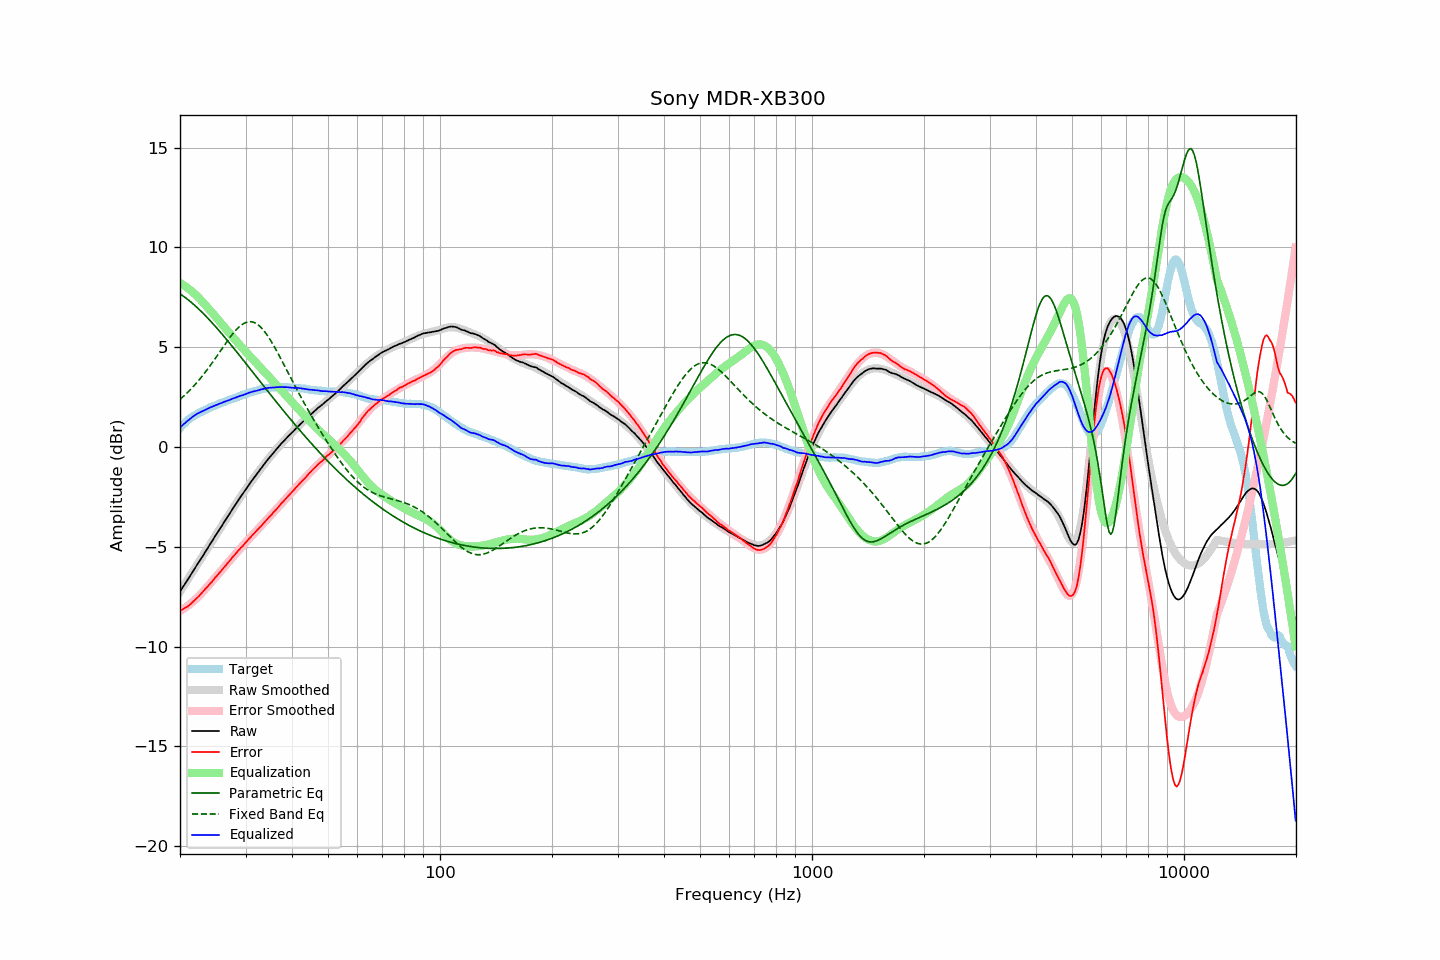 Sony MDR-XB300
Amplitude (dBr)
15
10
5
0
−5
−10
−15
−20
Target
Raw Smoothed
Error Smoothed
Raw
Error
Equalization
Parametric Eq
Fixed Band Eq
Equalized
100
1000
10000
Frequency (Hz)